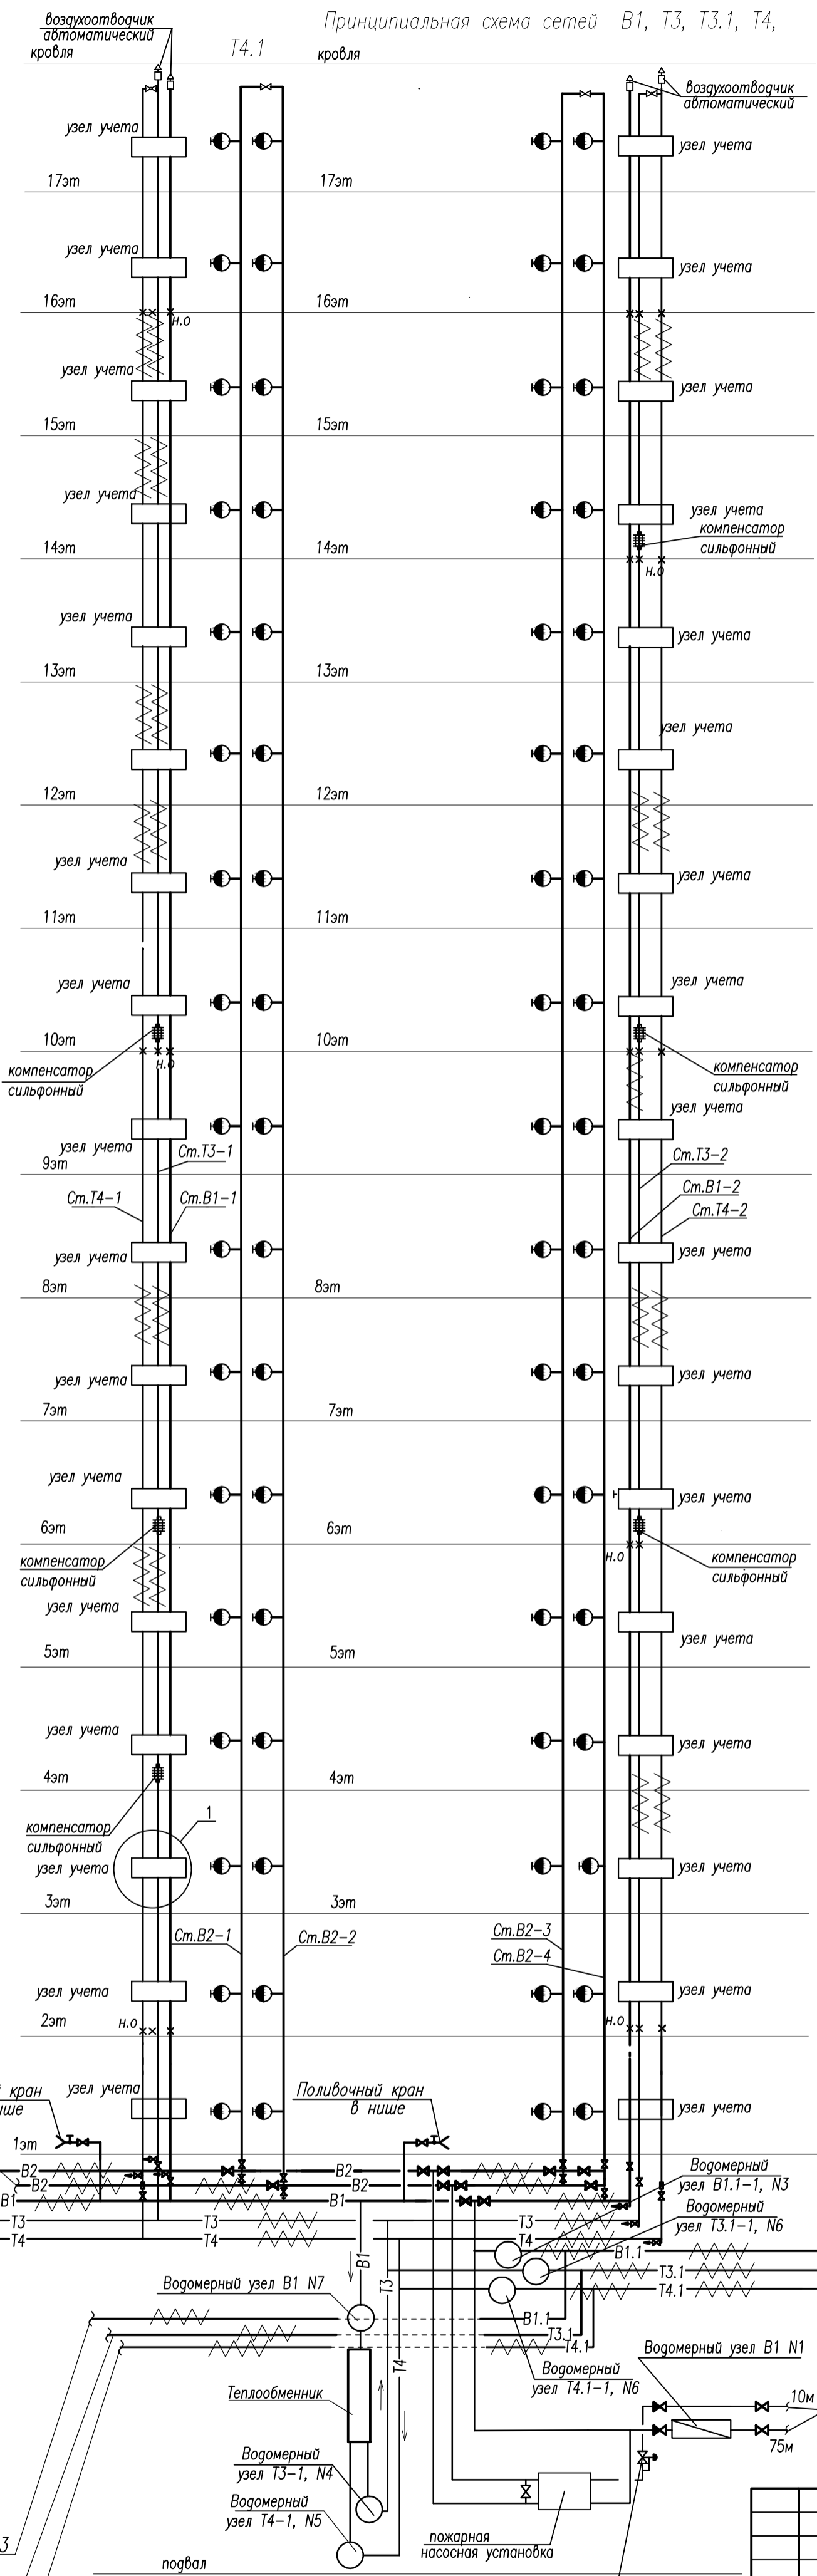 воздухоотводчик
автоматический
Принципиальная схема сетей В1, Т3, Т3.1, Т4,
Т4.1
кровля
кровля
воздухоотводчик
автоматический
узел учета
узел учета
17эт
17эт
узел учета
узел учета
16эт
16эт
н.о
узел учета
узел учета
15эт
15эт
узел учета
узел учета
компенсатор
сильфонный
14эт
14эт
н.о
узел учета
узел учета
13эт
13эт
узел учета
12эт
12эт
узел учета
узел учета
11эт
11эт
узел учета
узел учета
10эт
10эт
н.о
компенсатор
сильфонный
компенсатор
сильфонный
узел учета
узел учета
9эт
Ст.Т3-1
Ст.Т3-2
Ст.Т4-1
Ст.В1-1
Ст.В1-2
Ст.Т4-2
узел учета
узел учета
8эт
8эт
узел учета
узел учета
7эт
7эт
узел учета
узел учета
6эт
6эт
н.о
компенсатор
сильфонный
компенсатор
сильфонный
узел учета
узел учета
5эт
5эт
узел учета
узел учета
4эт
4эт
1
компенсатор
сильфонный
узел учета
узел учета
3эт
3эт
Ст.В2-1
Ст.В2-2
Ст.В2-3
Ст.В2-4
узел учета
узел учета
2эт
н.о
н.о
кран
узел учета
Поливочный кран
в нише
узел учета
1эт
В2
В2
В2
В2
В1
В1
Водомерный
узел В1.1-1, N3
Т3
Т3
Т3
Водомерный
узел Т3.1-1, N6
Т4
Т4
Т4
В1.1
В1
Т3
Т3.1
Т4.1
Водомерный узел В1 N7
В1.1
Т3.1
Т4.1
Т4
Водомерный
узел Т4.1-1, N6
Водомерный узел В1 N1
Теплообменник
10м
75м
Водомерный
узел Т3-1, N4
Водомерный
узел Т4-1, N5
пожарная
насосная установка
3
подвал